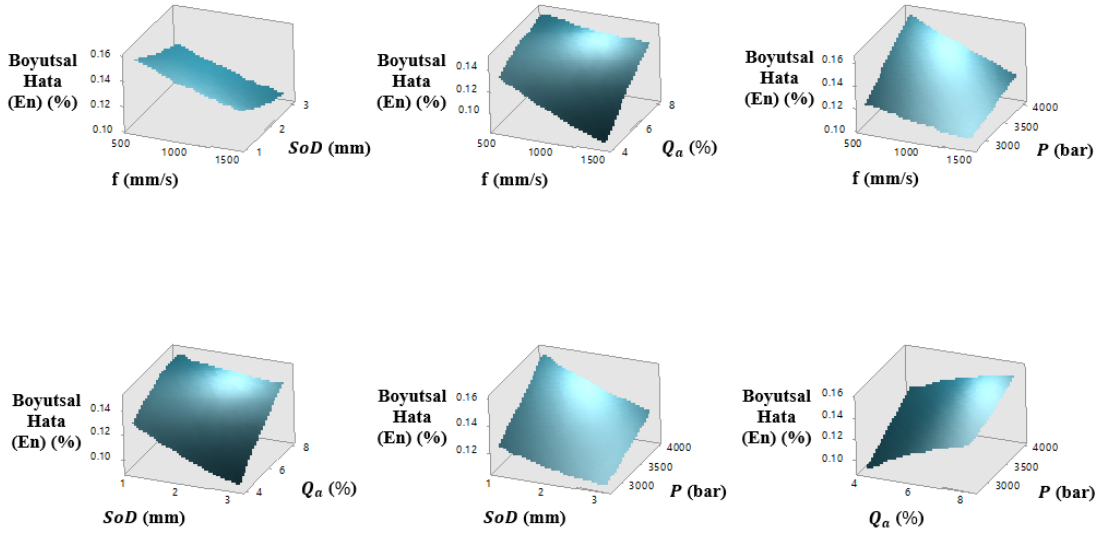 Boyutsal
Hata
(En) (%)
0.16
0.14
0.12
0.10
500
1000
1500
1
2
3
f (mm/s)
SoD (mm)
Boyutsal
Hata
(En) (%)
0.14
0.12
0.10
500
1000
1500
4
6
8
f (mm/s)
Qₐ (%)
Boyutsal
Hata
(En) (%)
0.16
0.14
0.12
0.10
500
1000
1500
3000
3500
4000
f (mm/s)
P (bar)
Boyutsal
Hata
(En) (%)
0.14
0.12
0.10
1
2
3
4
6
8
SoD (mm)
Qₐ (%)
Boyutsal
Hata
(En) (%)
0.16
0.14
0.12
1
2
3
3000
3500
4000
SoD (mm)
P (bar)
Boyutsal
Hata
(En) (%)
0.16
0.14
0.12
0.10
4
6
8
3000
3500
4000
Qₐ (%)
P (bar)